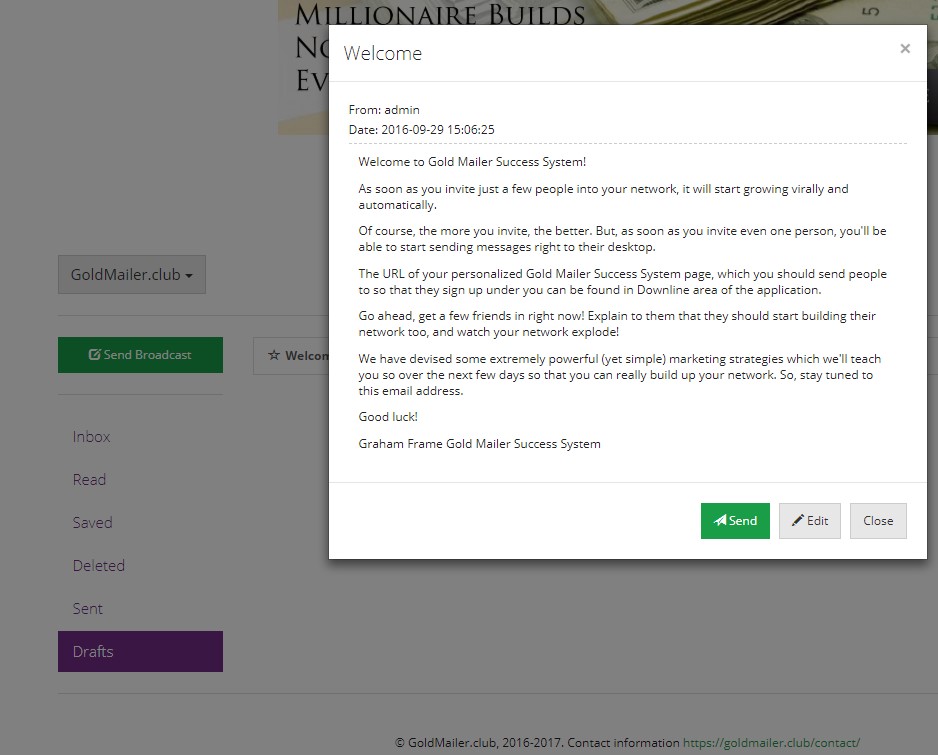 MILLIONAIRE BUILDS
Welcome
×
From: admin
Date: 2016-09-29 15:06:25
Welcome to Gold Mailer Success System!
As soon as you invite just a few people into your network, it will start growing virally and
automatically.
Of course, the more you invite, the better. But, as soon as you invite even one person, you'll be
able to start sending messages right to their desktop.
The URL of your personalized Gold Mailer Success System page, which you should send people
to so that they sign up under you can be found in Downline area of the application.
Go ahead, get a few friends in right now! Explain to them that they should start building their
network too, and watch your network explode!
We have devised some extremely powerful (yet simple) marketing strategies which we'll teach
you so over the next few days so that you can really build up your network. So, stay tuned to
this email address.
Good luck!
Graham Frame Gold Mailer Success System
Send Edit Close
GoldMailer.club
Send Broadcast
Welcom
Inbox
Read
Saved
Deleted
Sent
Drafts
© GoldMailer.club, 2016-2017. Contact information https://goldmailer.club/contact/